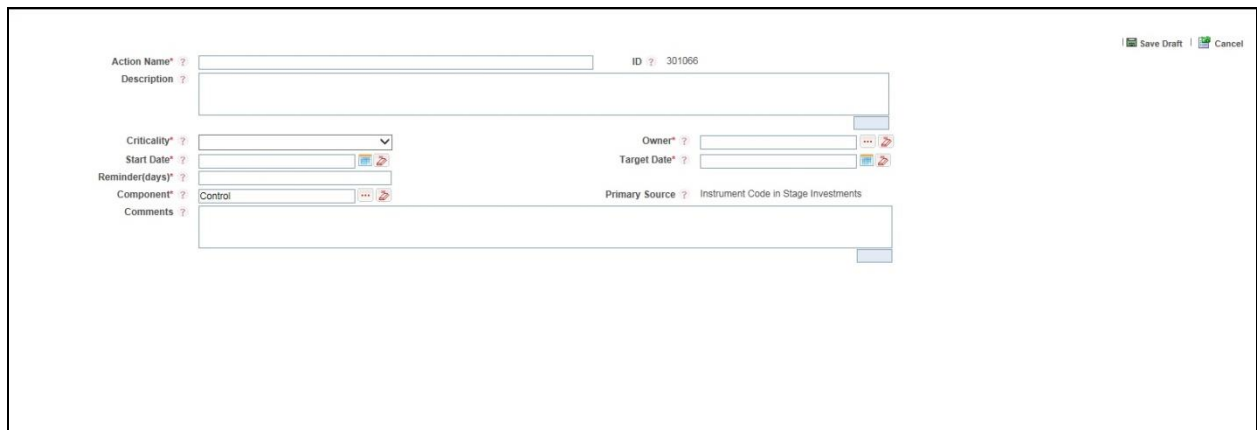 Save Draft | Cancel
Action Name* ? ID ? 301066
Description ?
Criticality* ? Owner* ?
Start Date* ? Target Date* ?
Reminder(days)* ?
Component* ? Control ... Primary Source ? Instrument Code in Stage Investments
Comments ?